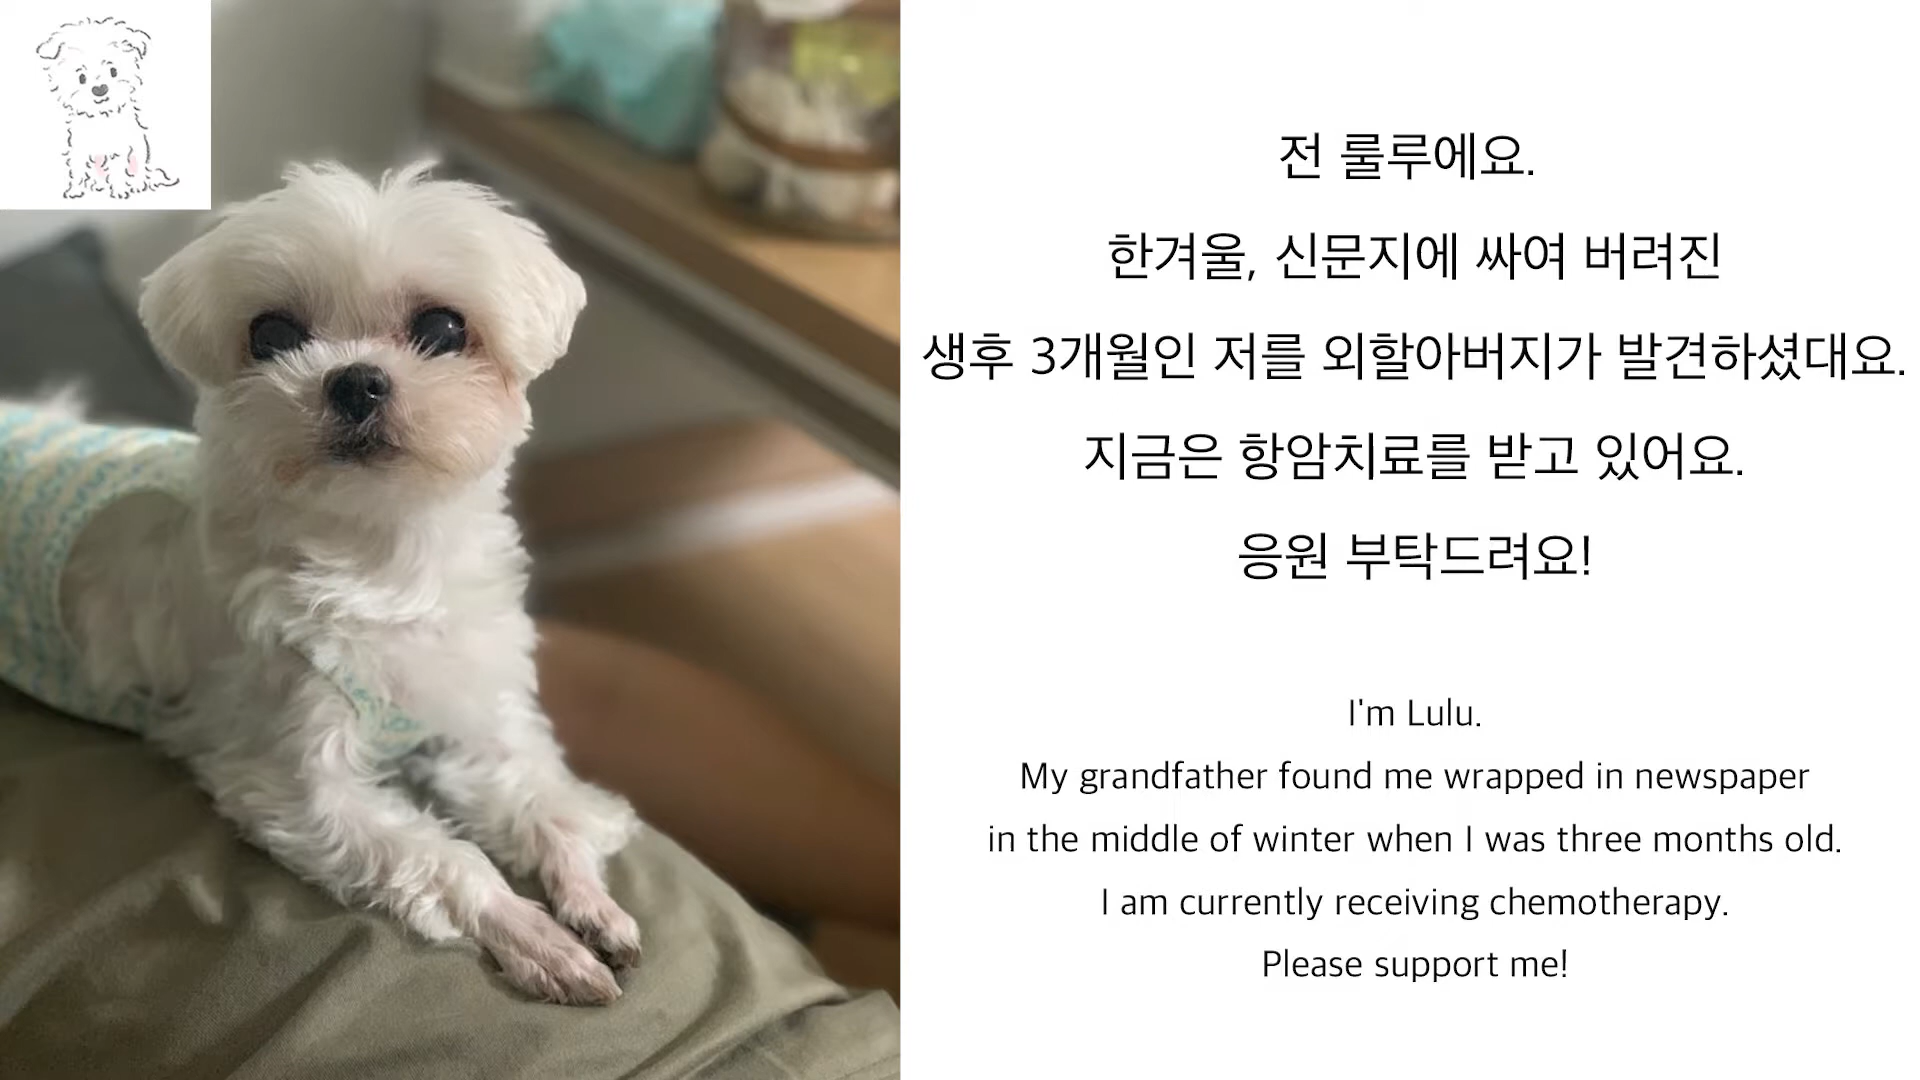 전 룰루에요.
한겨울, 신문지에 싸여 버려진
생후 3개월인 저를 외할아버지가 발견하셨대요.
지금은 항암치료를 받고 있어요.
응원 부탁드려요!
I'm Lulu.
My grandfather found me wrapped in newspaper
in the middle of winter when I was three months old.
I am currently receiving chemotherapy.
Please support me!